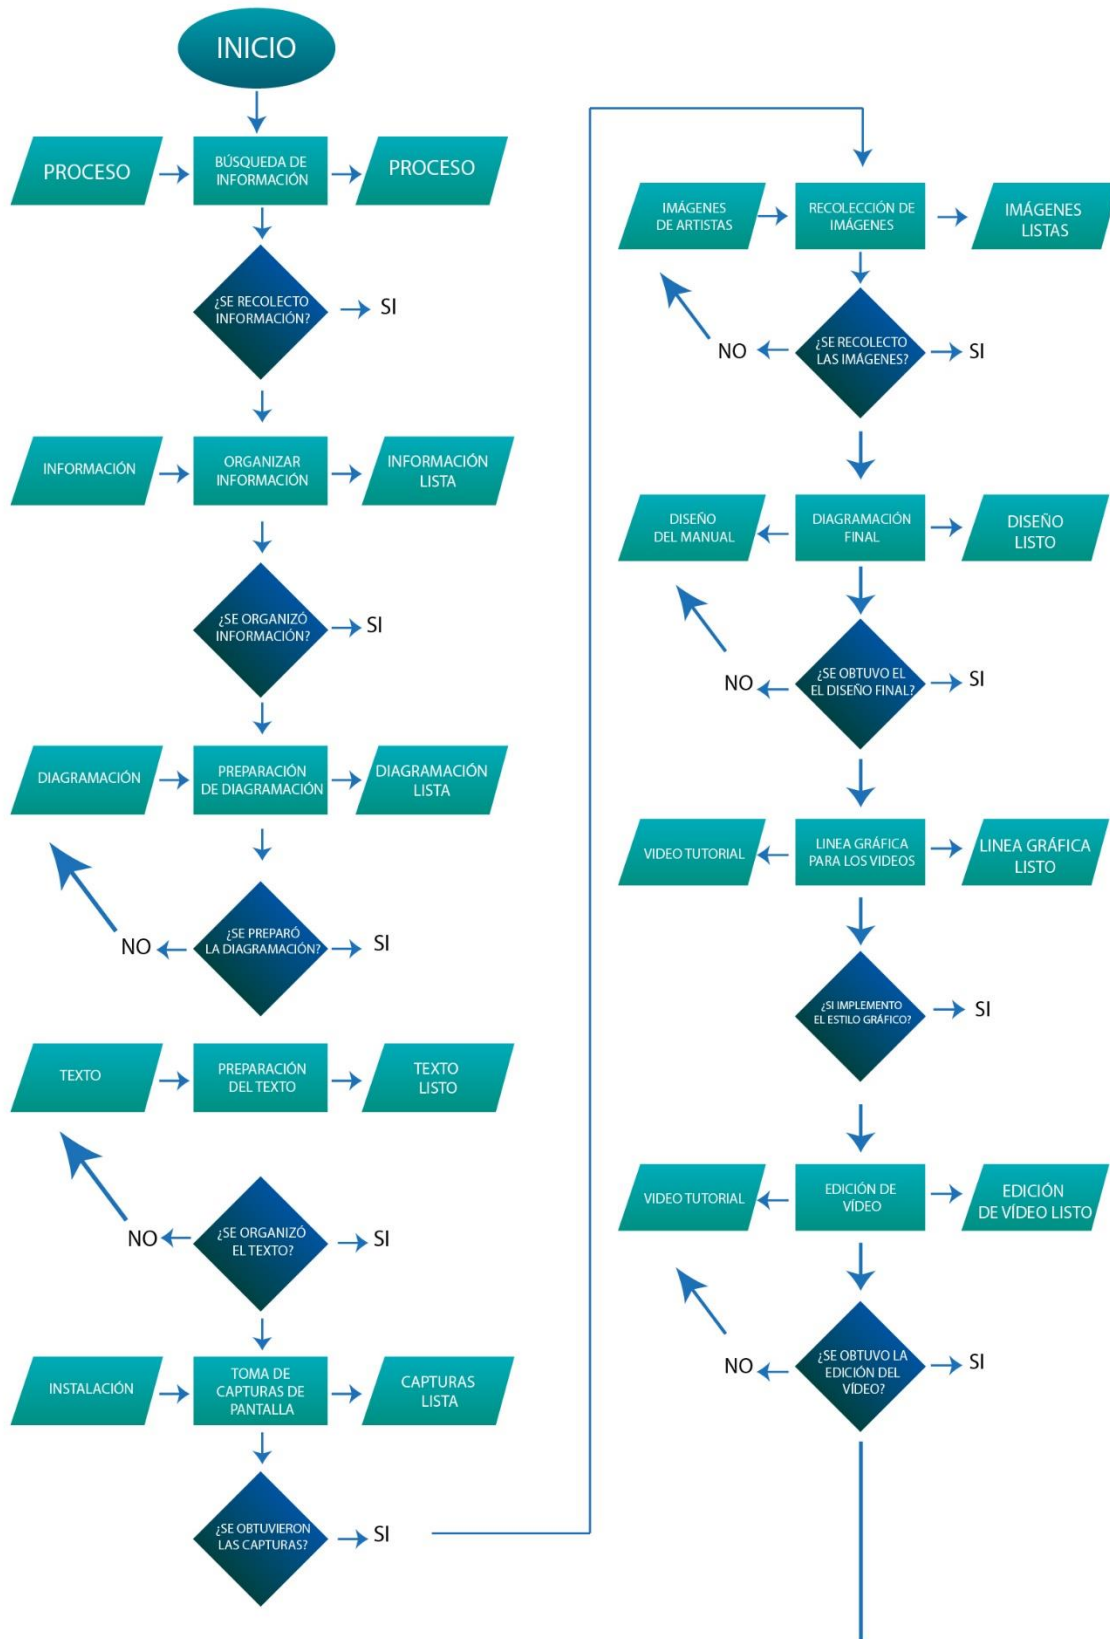 INICIO
PROCESO
BÚSQUEDA DE
INFORMACIÓN
PROCESO
¿SE RECOLECTO
INFORMACIÓN?
SI
INFORMACIÓN
ORGANIZAR
INFORMACIÓN
INFORMACIÓN
LISTA
¿SE ORGANIZÓ
INFORMACIÓN?
SI
DIAGRAMACIÓN
PREPARACIÓN
DE DIAGRAMACIÓN
DIAGRAMACIÓN
LISTA
¿SE PREPARÓ
LA DIAGRAMACIÓN?
NO
SI
TEXTO
PREPARACIÓN
DEL TEXTO
TEXTO
LISTO
¿SE ORGANIZÓ
EL TEXTO?
NO
SI
INSTALACIÓN
TOMA DE
CAPTURAS DE
PANTALLA
CAPTURAS
LISTA
¿SE OBTUVIERON
LAS CAPTURAS?
SI
IMÁGENES
DE ARTISTAS
RECOLECCIÓN DE
IMÁGENES
IMÁGENES
LISTAS
¿SE RECOLECTO
LAS IMÁGENES?
NO
SI
DISEÑO
DEL MANUAL
DIAGRAMACIÓN
FINAL
DISEÑO
LISTO
¿SE OBTUVO EL
EL DISEÑO FINAL?
NO
SI
VIDEO TUTORIAL
LINEA GRÁFICA
PARA LOS VIDEOS
LINEA GRÁFICA
LISTO
¿SI IMPLEMENTO
EL ESTILO GRÁFICO?
SI
VIDEO TUTORIAL
EDICIÓN DE
VÍDEO
EDICIÓN
DE VÍDEO LISTO
¿SE OBTUVO LA
EDICIÓN DEL
VÍDEO?
NO
SI